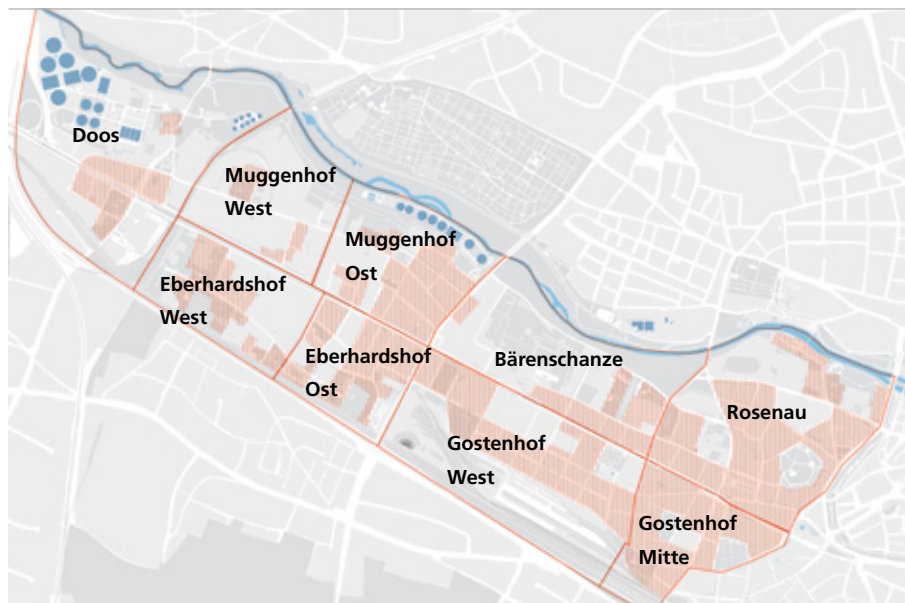 Doos
Muggenhof
West
Muggenhof
Ost
Eberhardshof
West
Eberhardshof
Ost
Bärenschanze
Rosenau
Gostenhof
West
Gostenhof
Mitte